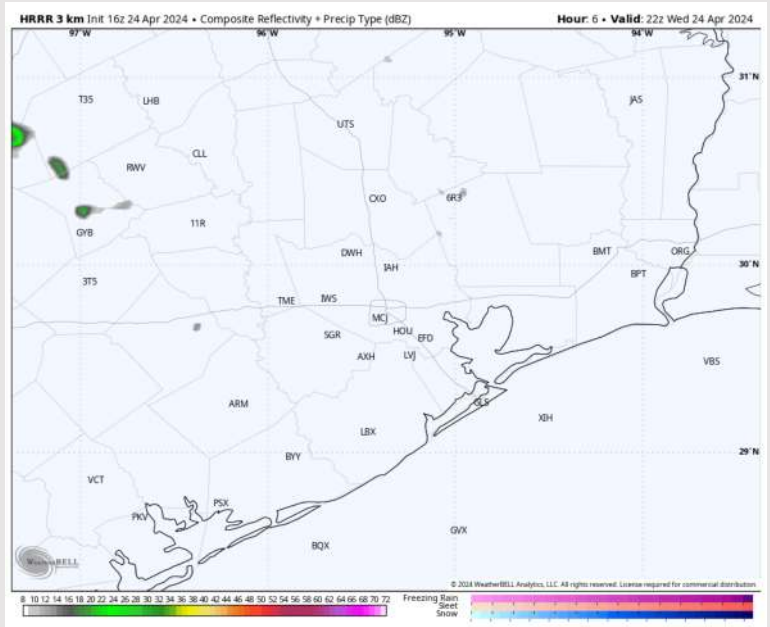 HRRR 3 km Init 16z 24 Apr 2024 • Composite Reflectivity + Precip Type (dBZ) Hour: 6 • Valid: 22z Wed 24 Apr 2024
97°W 96°W 95°W 94°W
31°N
T35 LHB JAS
UTS
CLL
RWV
CXO 6R3
11R
GYB
DWH BMT ORG
30°N
IAH
BPT
3T5
TME IWS
MCJ
SGR HOU EFD
AXH LVJ
VBS
ARM GLS
XIH
LBX
29°N
BYY
VCT
PSX
PKV
GVX
BQX
WeatherBELL
© 2024 WeatherBELL Analytics, LLC. All rights reserved. License required for commercial distribution.
8 10 12 14 16 18 20 22 24 26 28 30 32 34 36 38 40 42 44 46 48 50 52 54 56 58 60 62 64 66 68 70 72
Freezing Rain
Sleet
Snow